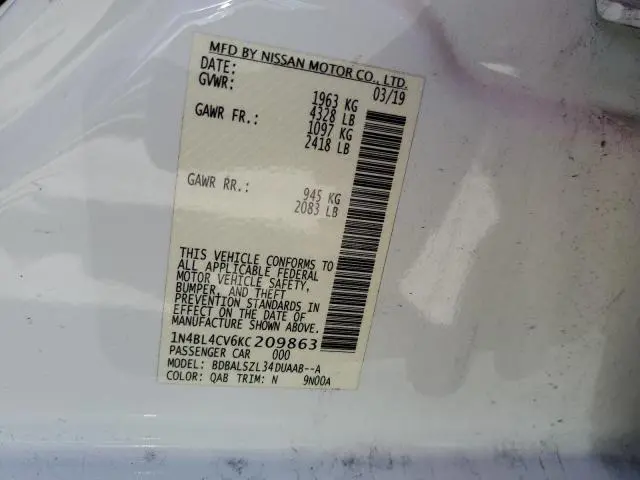 MFD BY NISSAN MOTOR CO., LTD.
DATE: 03/19
GVWR: 1963 KG
4328 LB
GAWR FR.: 1097 KG
2418 LB
GAWR RR.: 945 KG
2083 LB
THIS VEHICLE CONFORMS TO
ALL APPLICABLE FEDERAL
MOTOR VEHICLE SAFETY,
BUMPER, AND THEFT
PREVENTION STANDARDS IN
EFFECT ON THE DATE OF
MANUFACTURE SHOWN ABOVE.
1N4BL4CV6KC209863
PASSENGER CAR 000
MODEL: BDBALSZL34DUAAB--A
COLOR: QAB TRIM: N 9N00A